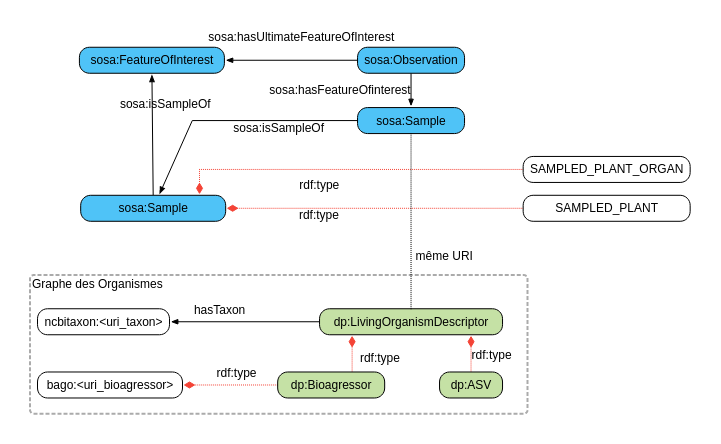 sosa:hasUltimateFeatureOfInterest
sosa:FeatureOfInterest
sosa:Observation
sosa:hasFeatureOfinterest
sosa:isSampleOf
sosa:isSampleOf
sosa:Sample
SAMPLED_PLANT_ORGAN
rdf:type
sosa:Sample
SAMPLED_PLANT
rdf:type
même URI
Graphe des Organismes
hasTaxon
ncbitaxon:<uri_taxon>
dp:LivingOrganismDescriptor
rdf:type
rdf:type
rdf:type
bago:<uri_bioagressor>
dp:Bioagressor
dp:ASV